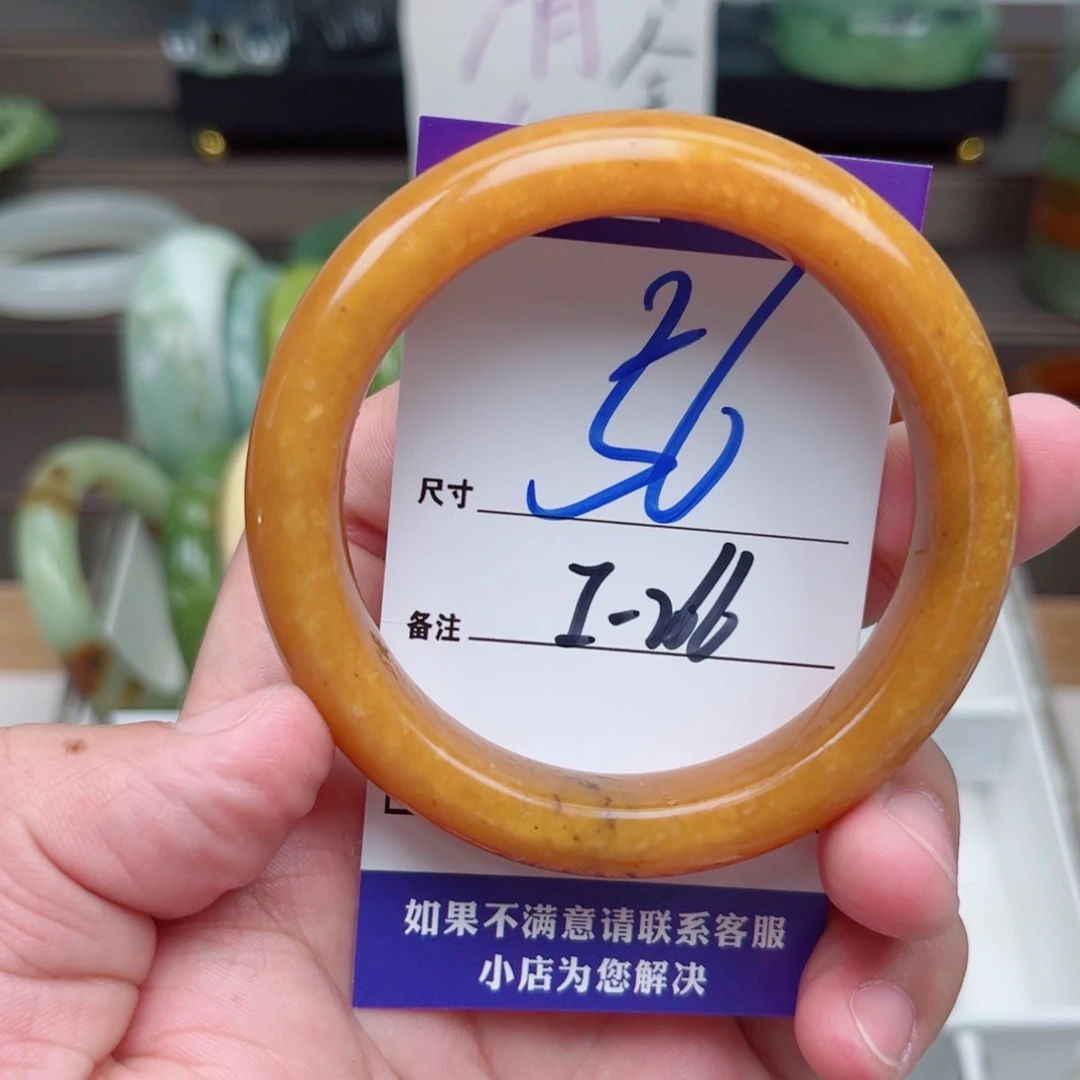 尺寸 56
备注 I-266
如果不满意请联系客服
小店为您解决